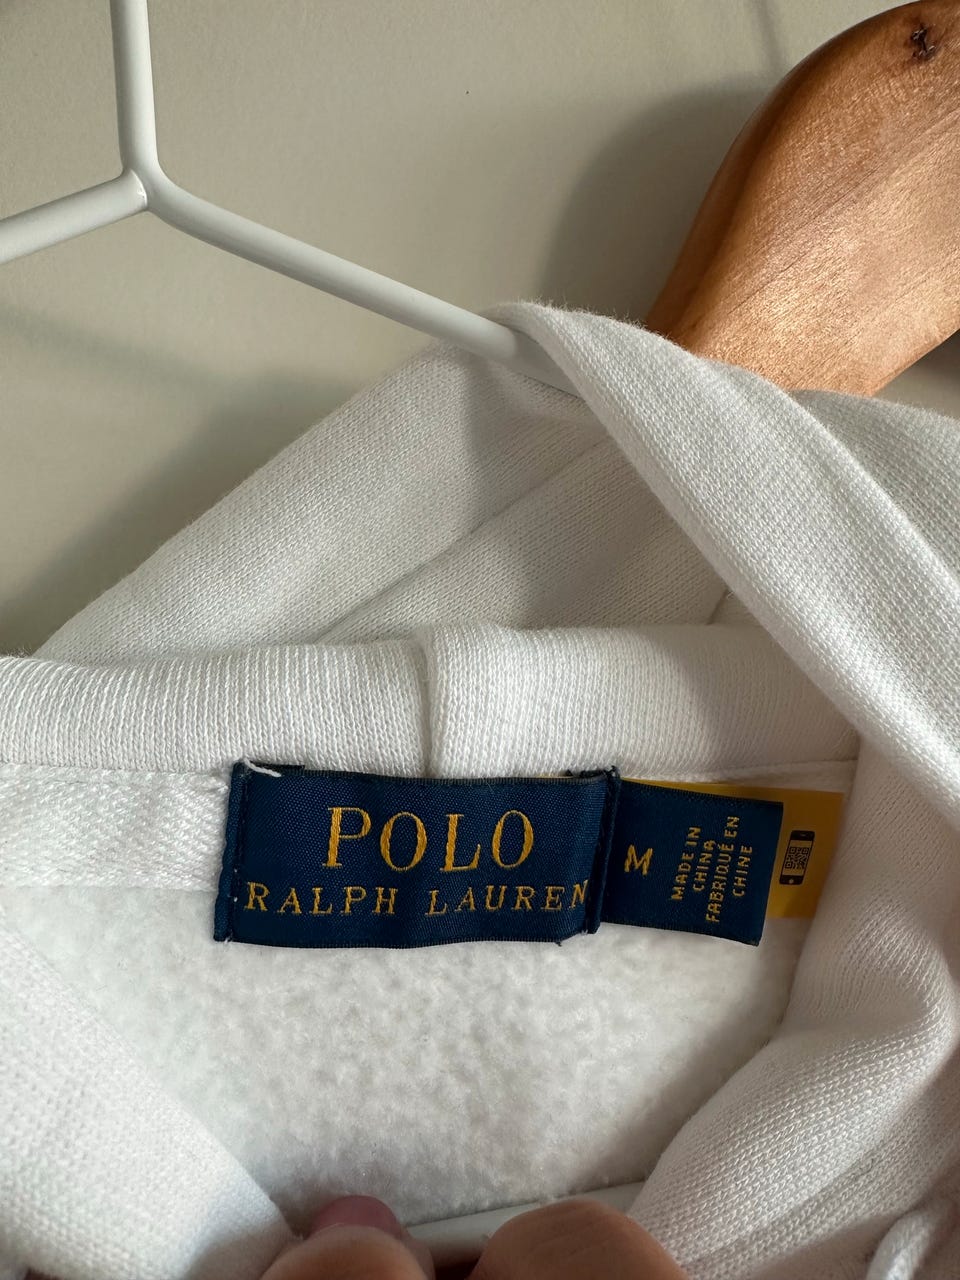 POLO
RALPH LAUREN
M
MADE IN
CHINA
FABRIQUÉ EN
CHINE